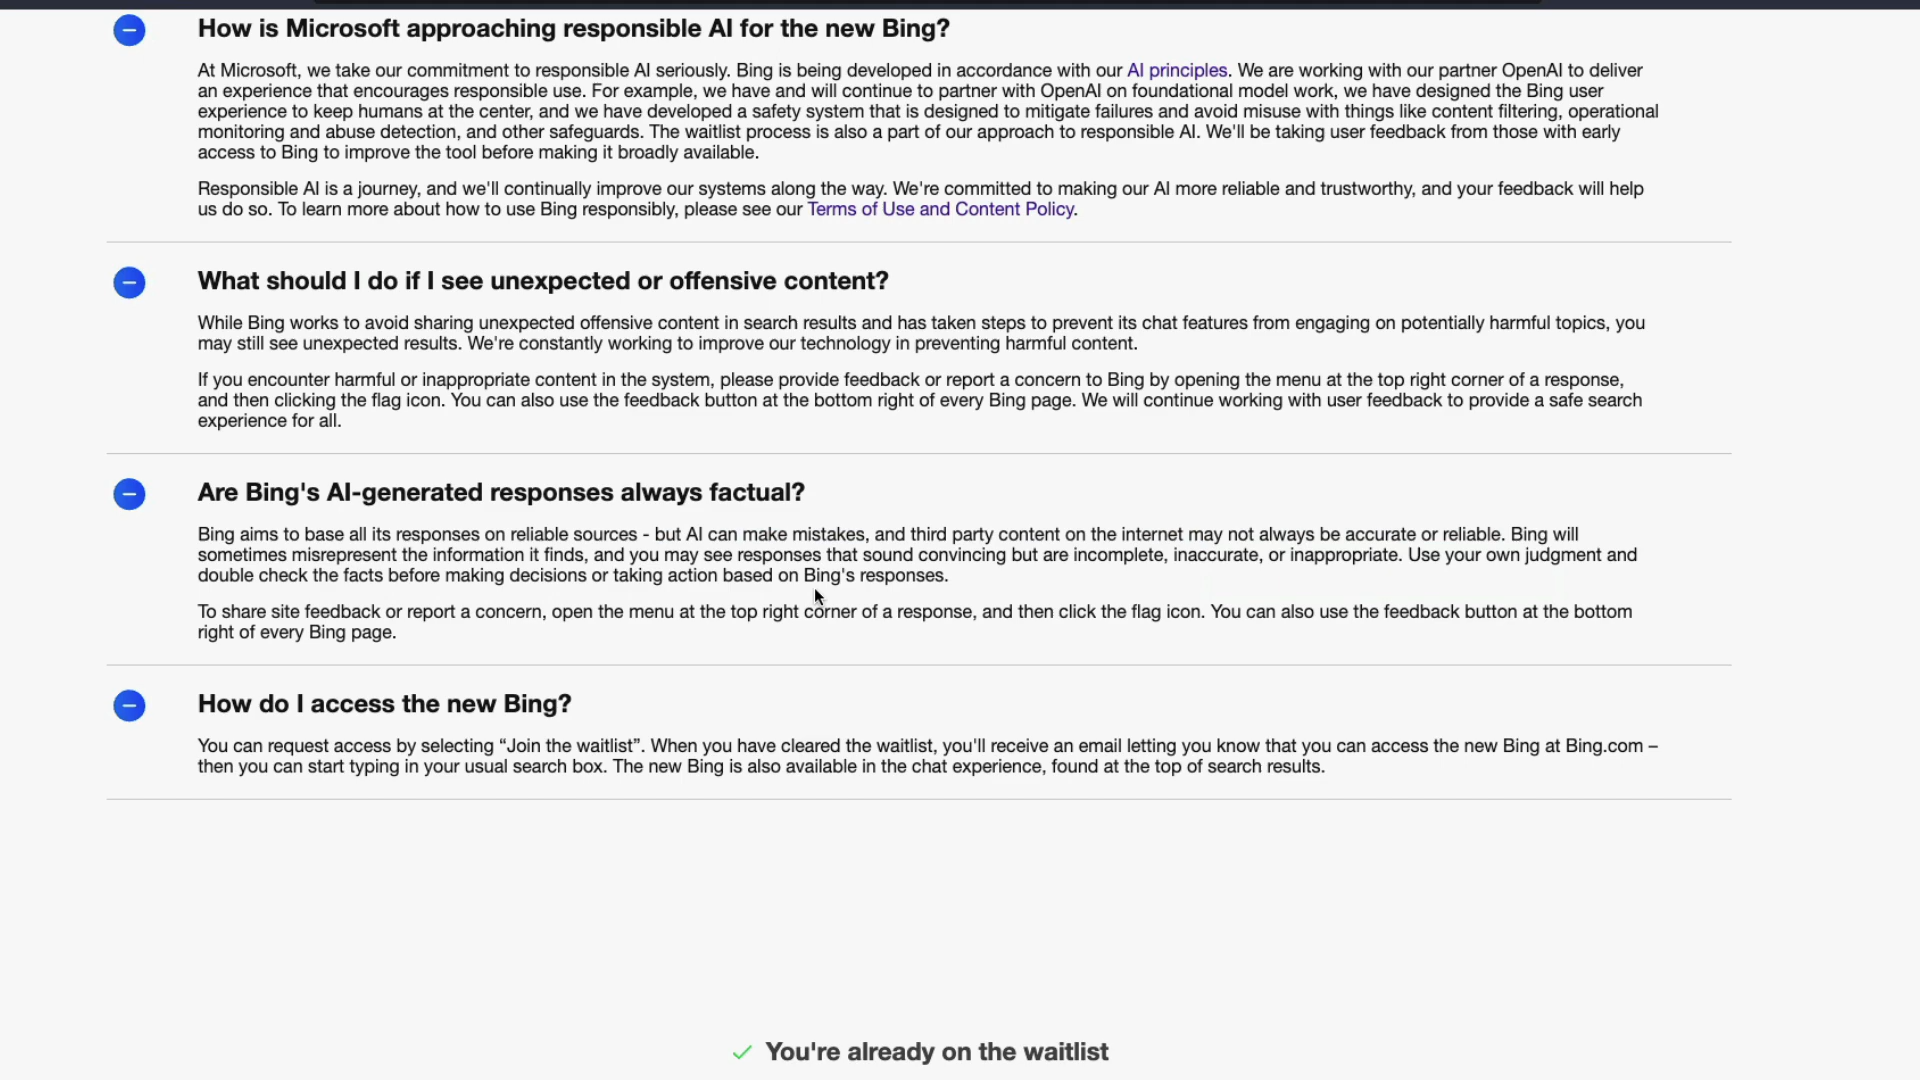 How is Microsoft approaching responsible AI for the new Bing?
At Microsoft, we take our commitment to responsible AI seriously. Bing is being developed in accordance with our AI principles. We are working with our partner OpenAI to deliver
an experience that encourages responsible use. For example, we have and will continue to partner with OpenAI on foundational model work, we have designed the Bing user
experience to keep humans at the center, and we have developed a safety system that is designed to mitigate failures and avoid misuse with things like content filtering, operational
monitoring and abuse detection, and other safeguards. The waitlist process is also a part of our approach to responsible AI. We'll be taking user feedback from those with early
access to Bing to improve the tool before making it broadly available.
Responsible AI is a journey, and we'll continually improve our systems along the way. We're committed to making our AI more reliable and trustworthy, and your feedback will help
us do so. To learn more about how to use Bing responsibly, please see our Terms of Use and Content Policy.
What should I do if I see unexpected or offensive content?
While Bing works to avoid sharing unexpected offensive content in search results and has taken steps to prevent its chat features from engaging on potentially harmful topics, you
may still see unexpected results. We're constantly working to improve our technology in preventing harmful content.
If you encounter harmful or inappropriate content in the system, please provide feedback or report a concern to Bing by opening the menu at the top right corner of a response,
and then clicking the flag icon. You can also use the feedback button at the bottom right of every Bing page. We will continue working with user feedback to provide a safe search
experience for all.
Are Bing's AI-generated responses always factual?
Bing aims to base all its responses on reliable sources - but AI can make mistakes, and third party content on the internet may not always be accurate or reliable. Bing will
sometimes misrepresent the information it finds, and you may see responses that sound convincing but are incomplete, inaccurate, or inappropriate. Use your own judgment and
double check the facts before making decisions or taking action based on Bing's responses.
To share site feedback or report a concern, open the menu at the top right corner of a response, and then click the flag icon. You can also use the feedback button at the bottom
right of every Bing page.
How do I access the new Bing?
You can request access by selecting “Join the waitlist”. When you have cleared the waitlist, you'll receive an email letting you know that you can access the new Bing at Bing.com –
then you can start typing in your usual search box. The new Bing is also available in the chat experience, found at the top of search results.
You're already on the waitlist